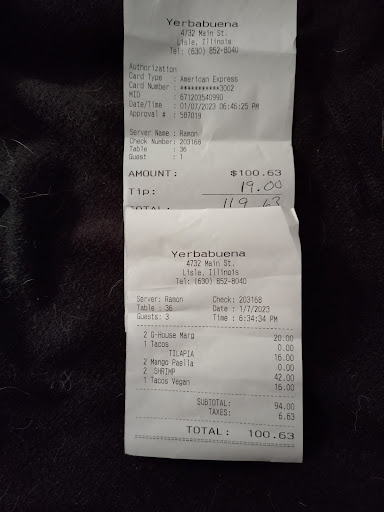 Yerbabuena
4732 Main St.
Lisle, Illinois
Tel: (630) 852-8040
Authorization
Card Type : American Express
Card Number : ***********3002
MID : 671203540990
Date/Time : 01/07/2023 06:46:25 PM
Approval # : 587019
Server Name : Ramon
Check Number: 203168
Table : 36
Guest : 1
AMOUNT: $100.63
Tip: 19.00
TOTAL: 119.63
Yerbabuena
4732 Main St.
Lisle, Illinois
Tel: (630) 852-8040
Server: Ramon Check: 203168
Table : 36 Date : 1/7/2023
Guests: 3 Time : 6:34:34 PM
2 G-House Marg 20.00
1 Tacos 0.00
TILAPIA 16.00
2 Mango Paella 0.00
2 SHRIMP 42.00
1 Tacos Vegan 16.00
SUBTOTAL: 94.00
TAXES: 6.63
TOTAL: 100.63